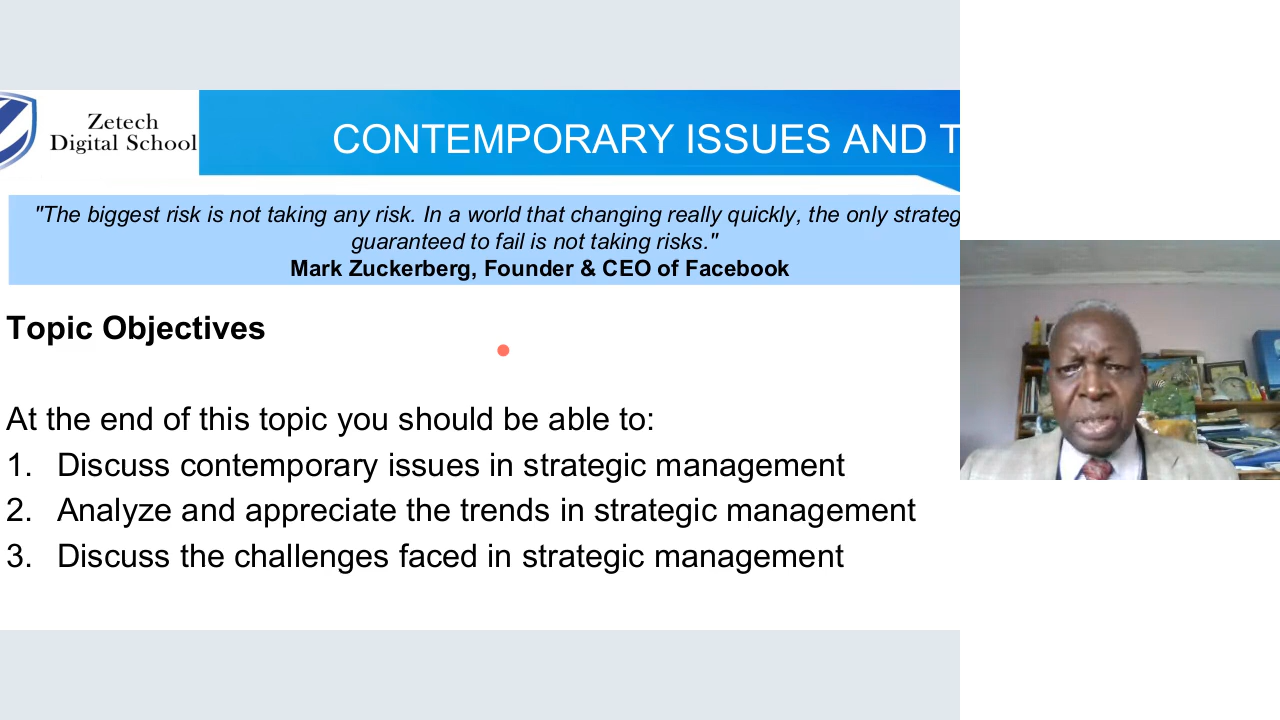 Zetech
Digital School
CONTEMPORARY ISSUES AND T
"The biggest risk is not taking any risk. In a world that changing really quickly, the only strateg
guaranteed to fail is not taking risks."
Mark Zuckerberg, Founder & CEO of Facebook
Topic Objectives
At the end of this topic you should be able to:
1. Discuss contemporary issues in strategic management
2. Analyze and appreciate the trends in strategic management
3. Discuss the challenges faced in strategic management